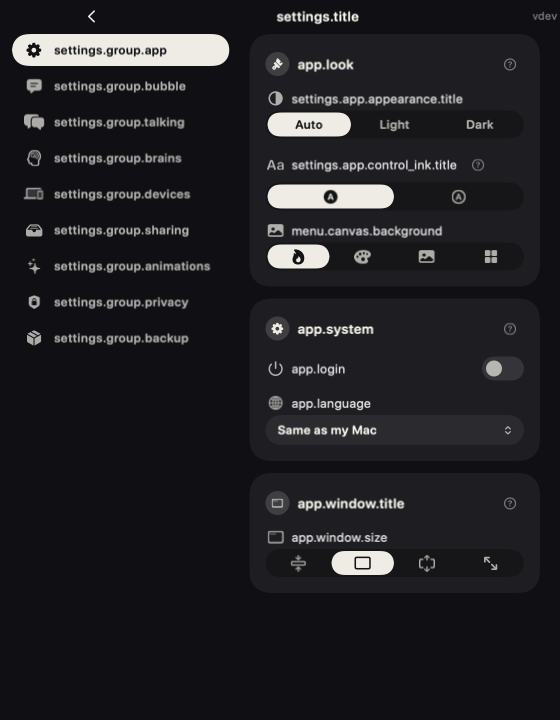 settings.title
vdev
settings.group.app
settings.group.bubble
settings.group.talking
settings.group.brains
settings.group.devices
settings.group.sharing
settings.group.animations
settings.group.privacy
settings.group.backup
app.look
settings.app.appearance.title
Auto Light Dark
Aa settings.app.control_ink.title
A A
menu.canvas.background
app.system
app.login
app.language
Same as my Mac
app.window.title
app.window.size